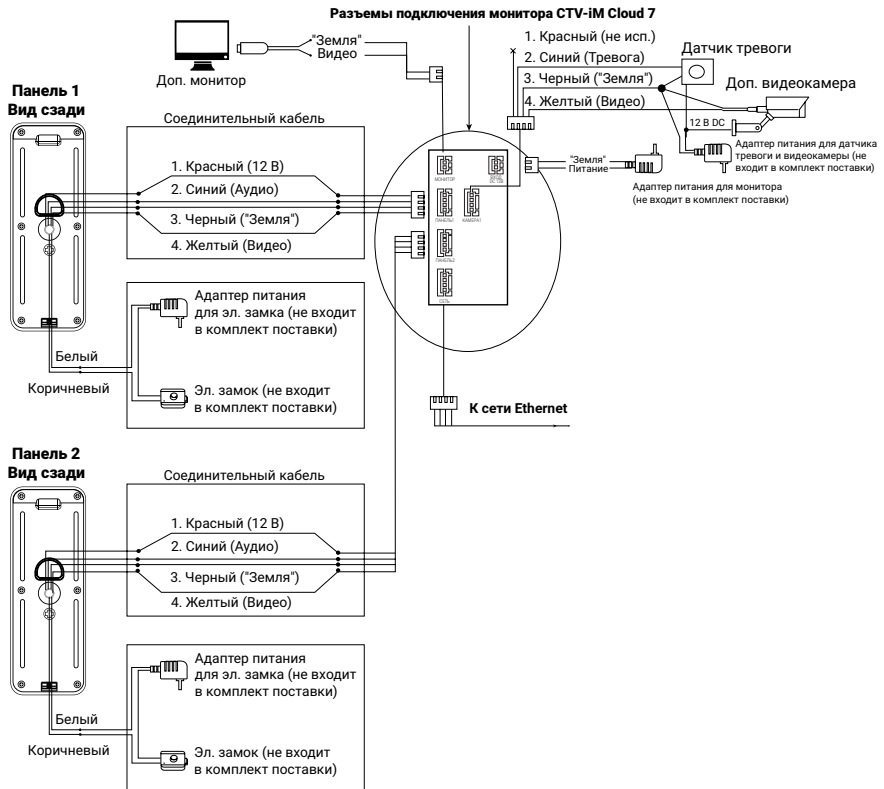 Разъемы подключения монитора CTV-iM Cloud 7
"Земля"
Видео
Доп. монитор
1. Красный (не исп.)
2. Синий (Тревога)
3. Черный ("Земля")
4. Желтый (Видео)
Датчик тревоги
Доп. видеокамера
12 В DC
Адаптер питания для датчика
тревоги и видеокамеры (не
входит в комплект поставки)
"Земля"
Питание
Адаптер питания для монитора
(не входит в комплект поставки)
МОНИТОР
ПАНЕЛЬ1
КАМЕРА1
ПАНЕЛЬ2
СЕТЬ
К сети Ethernet
Панель 1
Вид сзади
Соединительный кабель
1. Красный (12 В)
2. Синий (Аудио)
3. Черный ("Земля")
4. Желтый (Видео)
Адаптер питания
для эл. замка (не входит
в комплект поставки)
Белый
Коричневый
Эл. замок (не входит
в комплект поставки)
Панель 2
Вид сзади
Соединительный кабель
1. Красный (12 В)
2. Синий (Аудио)
3. Черный ("Земля")
4. Желтый (Видео)
Адаптер питания
для эл. замка (не входит
в комплект поставки)
Белый
Коричневый
Эл. замок (не входит
в комплект поставки)